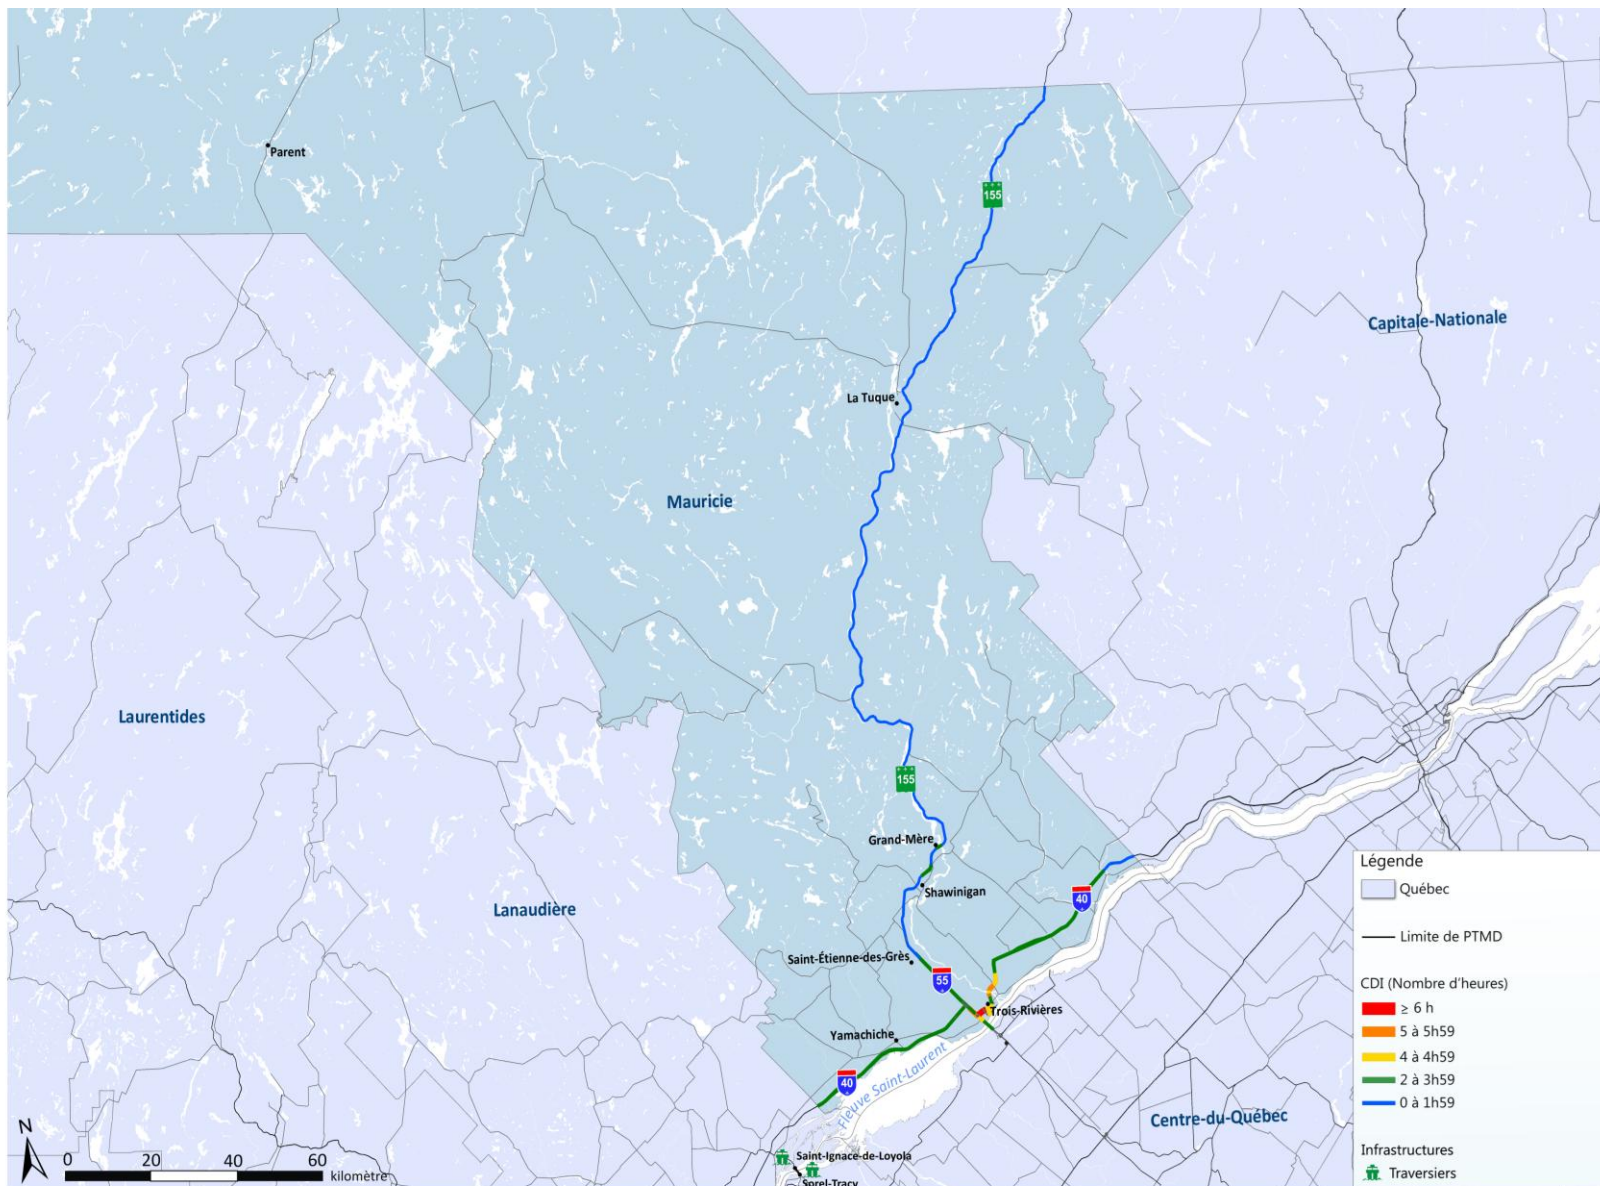 Parent
155
Capitale-Nationale
La Tuque
Mauricie
Laurentides
155
Grand-Mère
Shawinigan
40
Lanaudière
Saint-Étienne-des-Grès
55
Trois-Rivières
Yamachiche
40
Fleuve Saint-Laurent
Centre-du-Québec
Saint-Ignace-de-Loyola
Sorel-Tracy
N
0 20 40 60
kilomètre
Légende
Québec
Limite de PTMD
CDI (Nombre d'heures)
≥ 6 h
5 à 5h59
4 à 4h59
2 à 3h59
0 à 1h59
Infrastructures
Traversiers